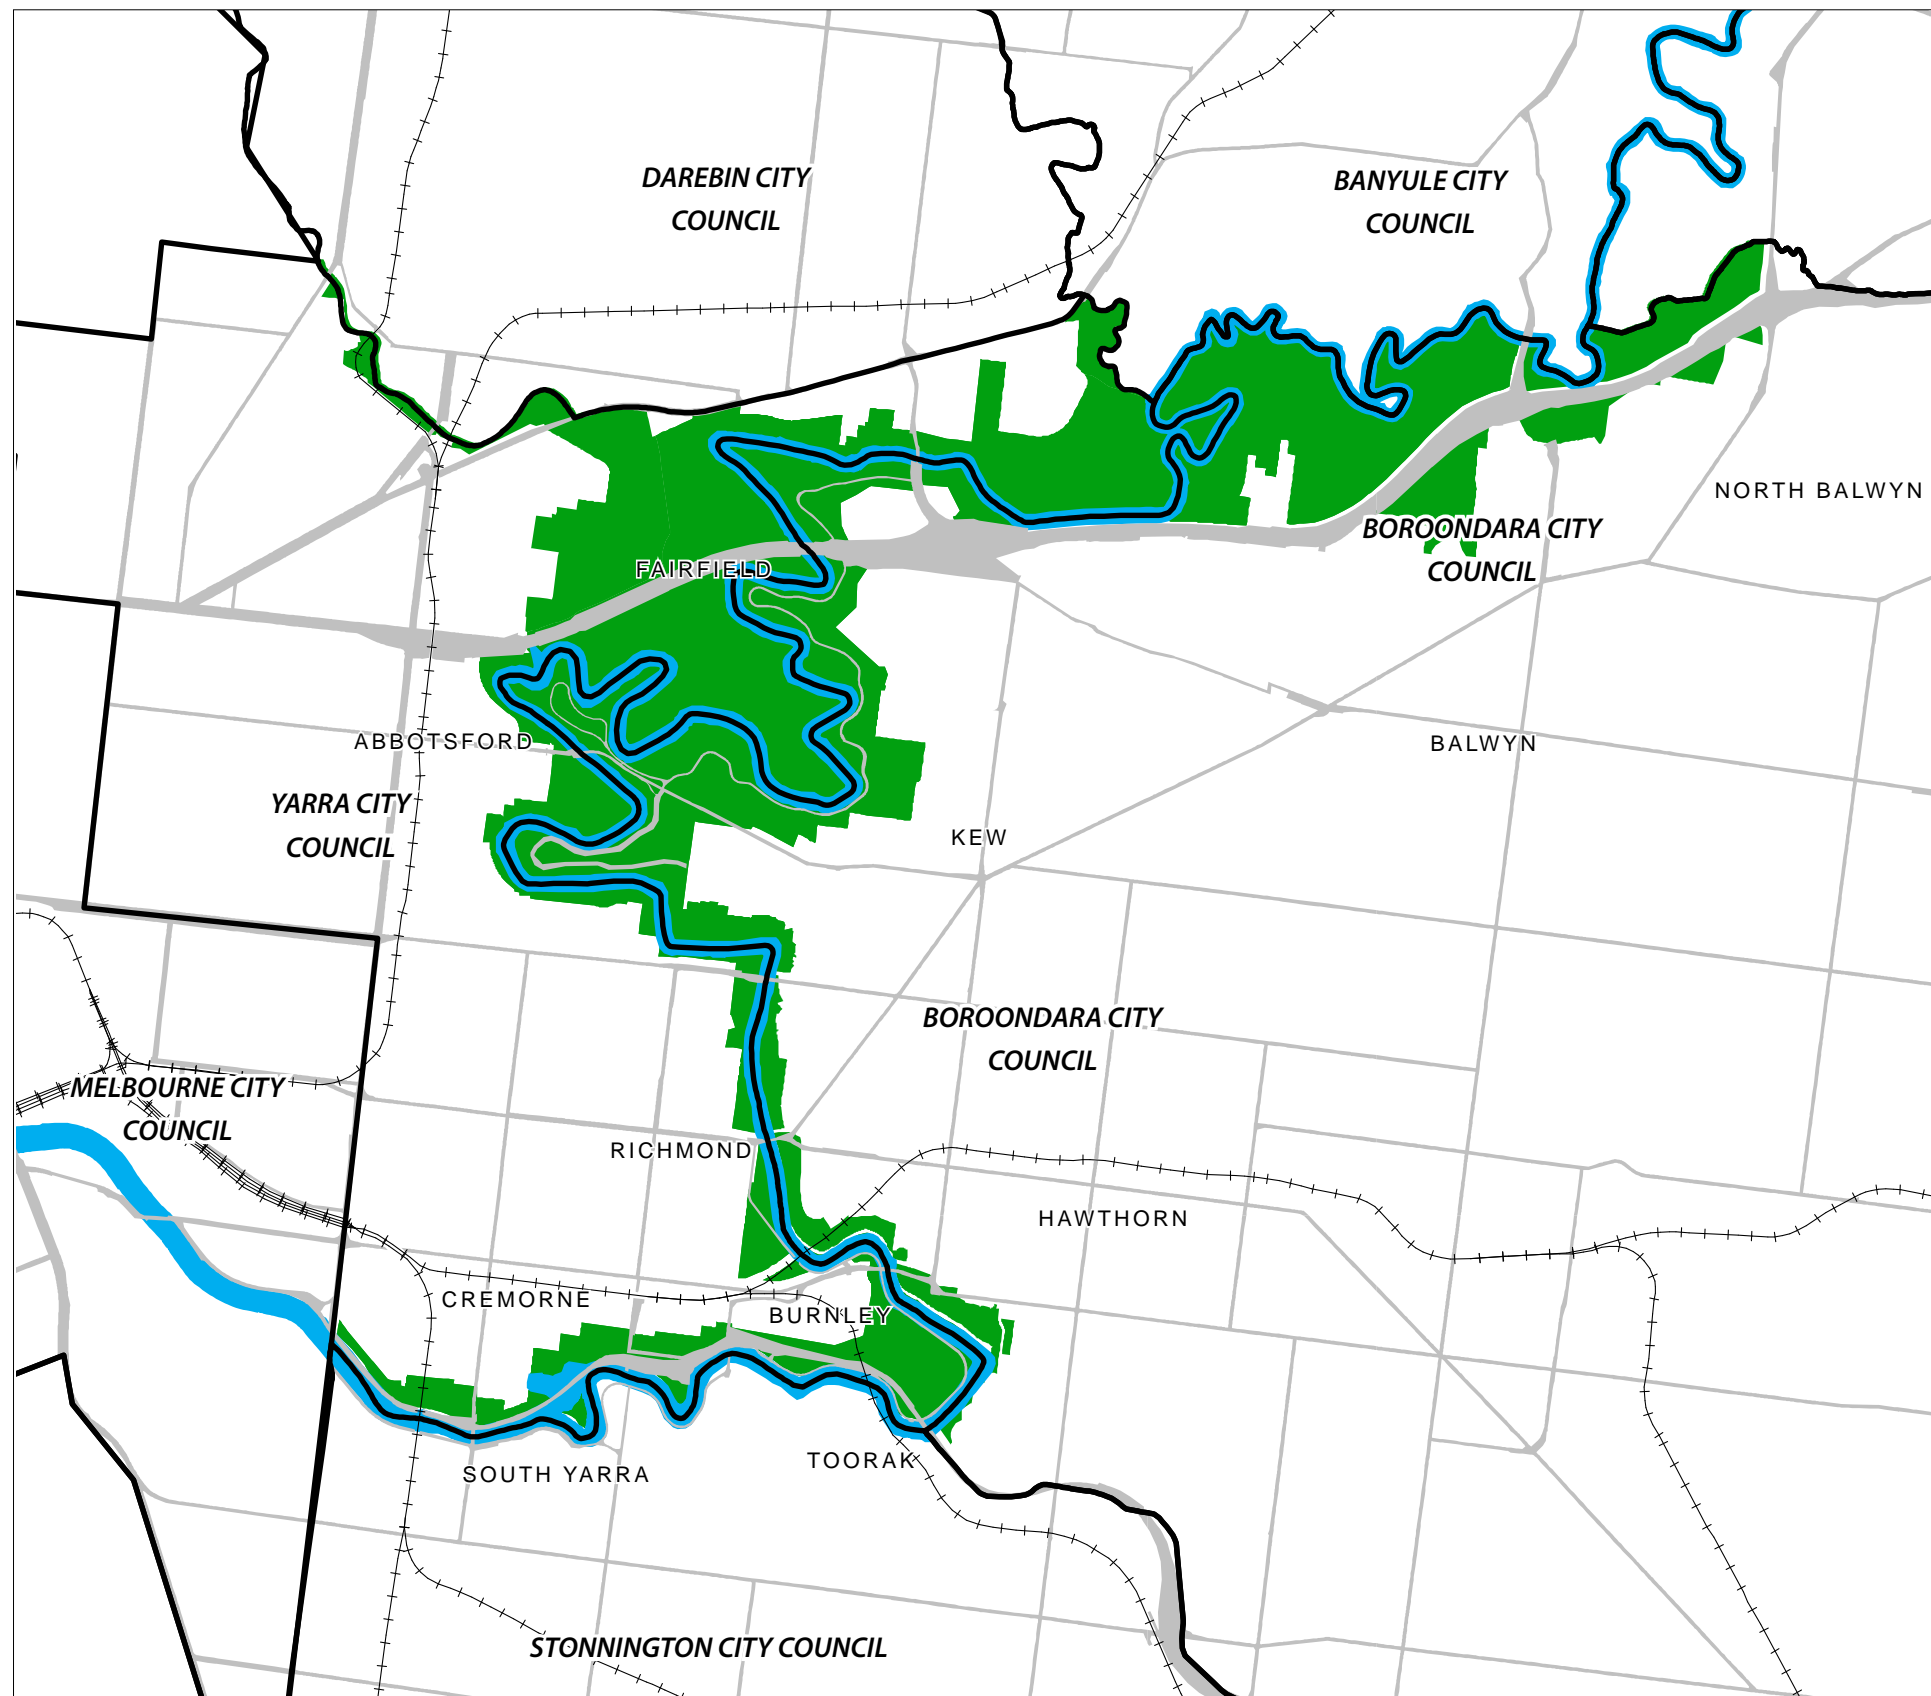 DAREBIN CITY
COUNCIL
BANYULE CITY
COUNCIL
NORTH BALWYN
BOROONDARA CITY
COUNCIL
FAIRFIELD
ABBOTSFORD
BALWYN
YARRA CITY
COUNCIL
KEW
BOROONDARA CITY
COUNCIL
MELBOURNE CITY
COUNCIL
RICHMOND
HAWTHORN
CREMORNE
BURNLEY
TOORAK
SOUTH YARRA
STONNINGTON CITY COUNCIL